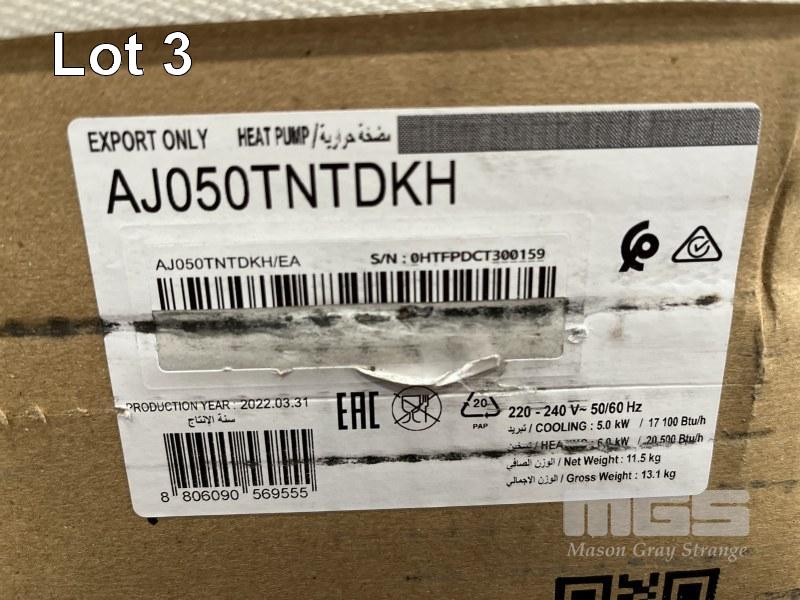 Lot 3
EXPORT ONLY HEAT PUMP/مضخة حرارية
AJ050TNTDKH
AJ050TNTDKH/EA S/N : 0HTFPDCT300159
PRODUCTION YEAR : 2022.03.31
سنة الانتاج
8 806090 569555
EAC
20
PAP
220 - 240 V~ 50/60 Hz
تبريد / COOLING : 5.0 kW / 17 100 Btu/h
تسخين / 6.0 kW / 20 500 Btu/h
الوزن الصافي / Net Weight : 11.5 kg
الوزن الاجمالي / Gross Weight : 13.1 kg
MGS
Mason Gray Strange